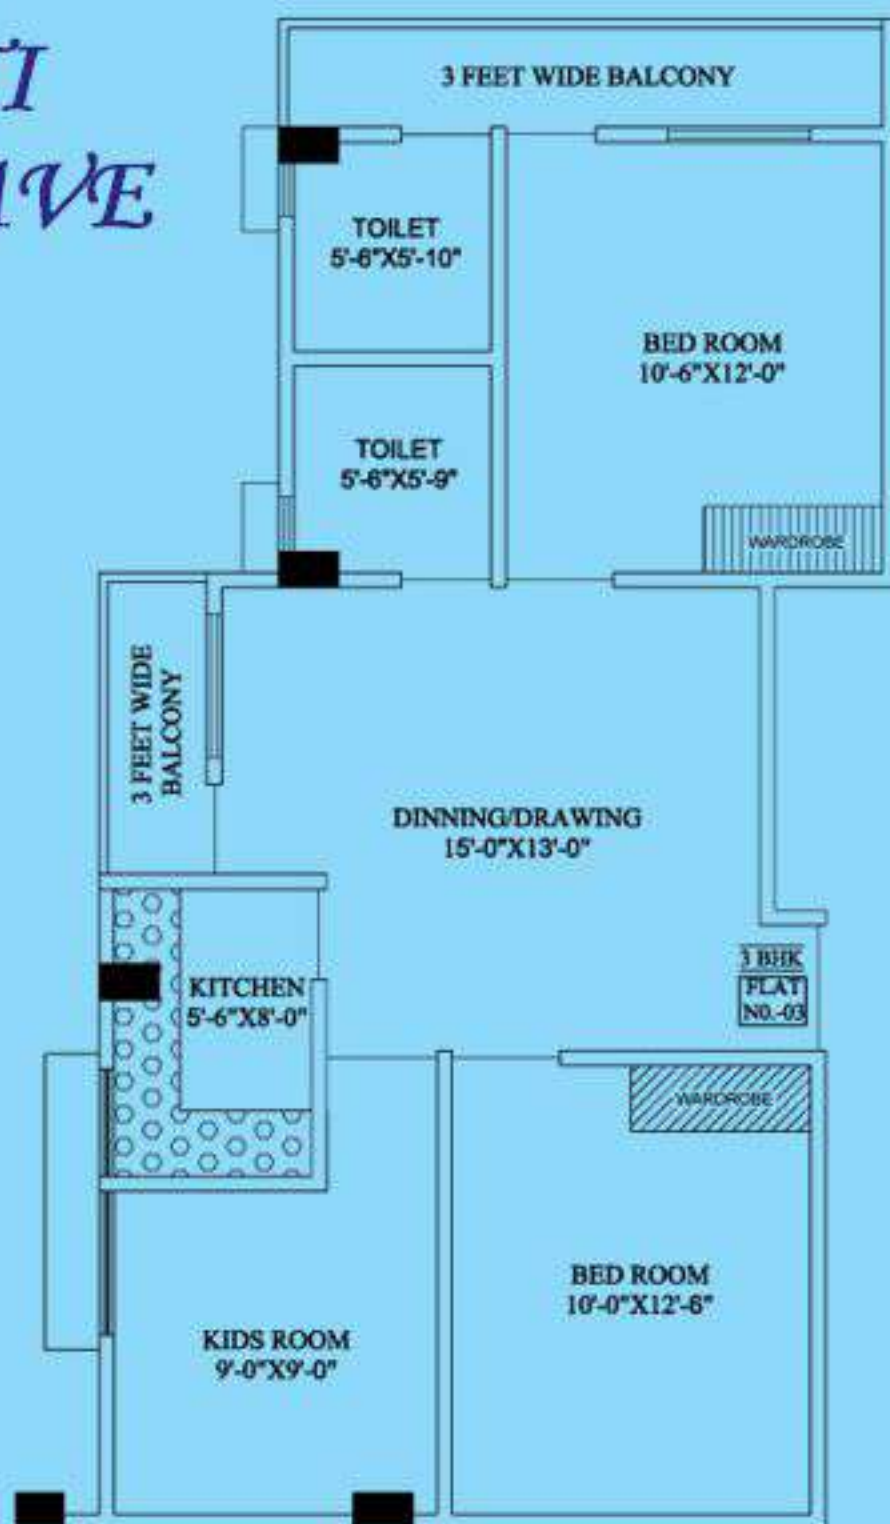 3 FEET WIDE BALCONY
TOILET
5'-6"X5'-10"
BED ROOM
10'-6"X12'-0"
TOILET
5'-6"X5'-9"
WARDROBE
3 FEET WIDE
BALCONY
DINNING/DRAWING
15'-0"X13'-0"
3 BHK
FLAT
N0.-03
KITCHEN
5'-6"X8'-0"
WARDROBE
BED ROOM
10'-0"X12'-6"
KIDS ROOM
9'-0"X9'-0"